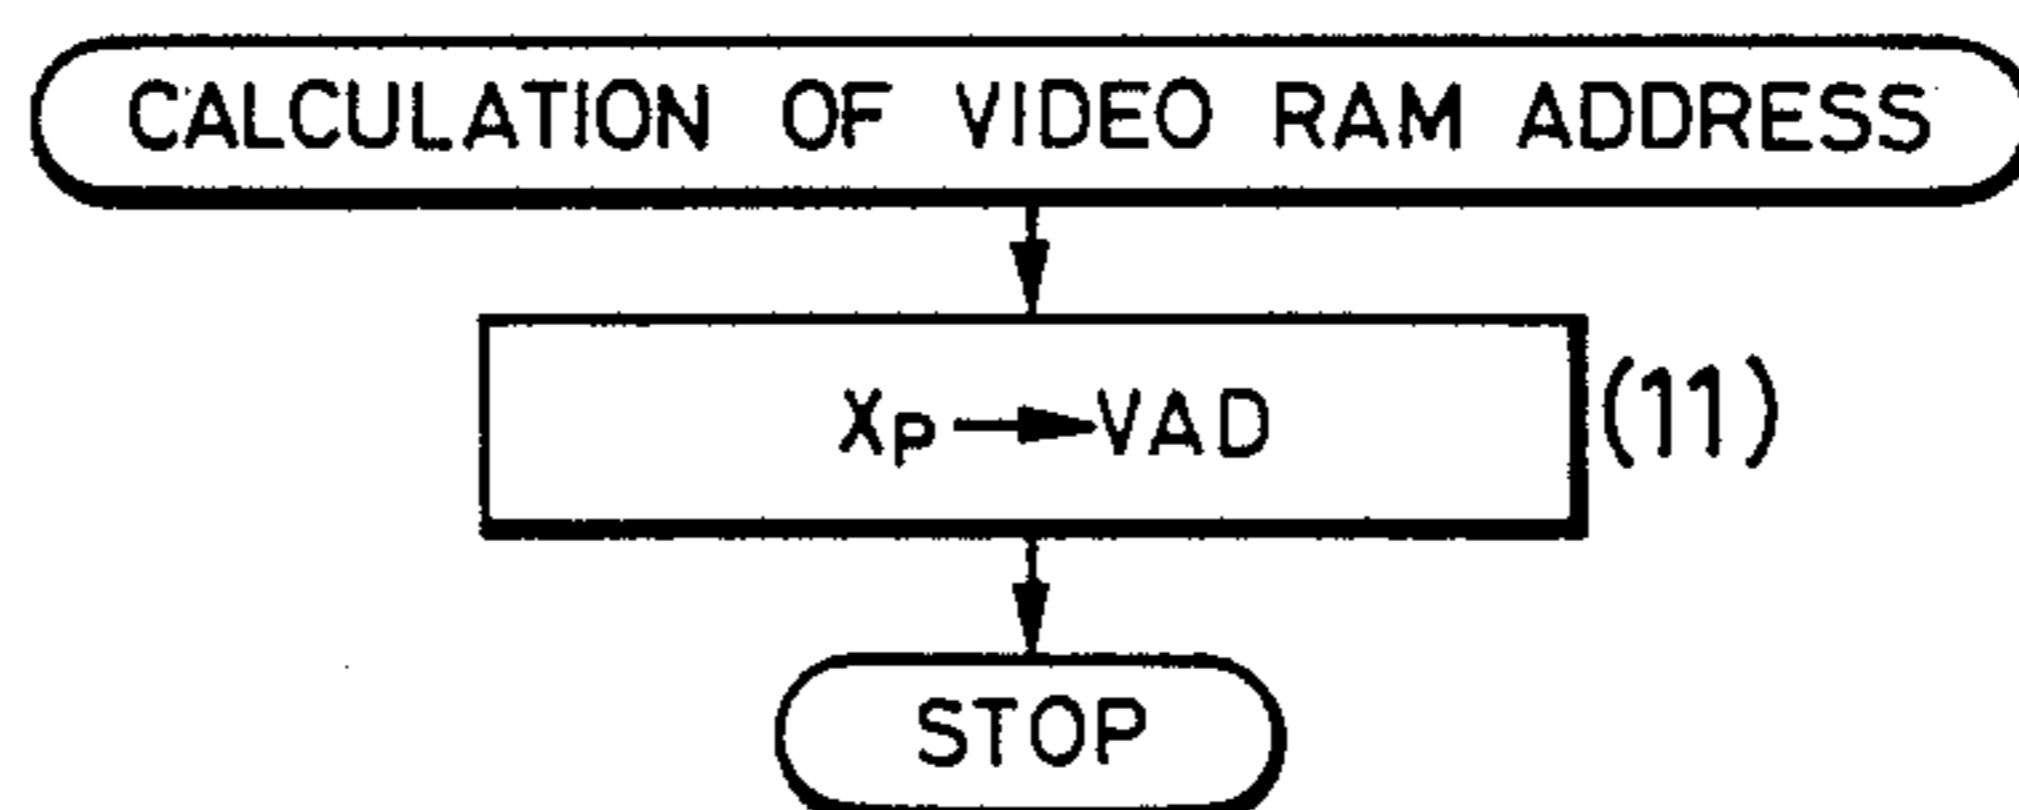 CALCULATION OF VIDEO RAM ADDRESS
Xp→VAD (11)
STOP